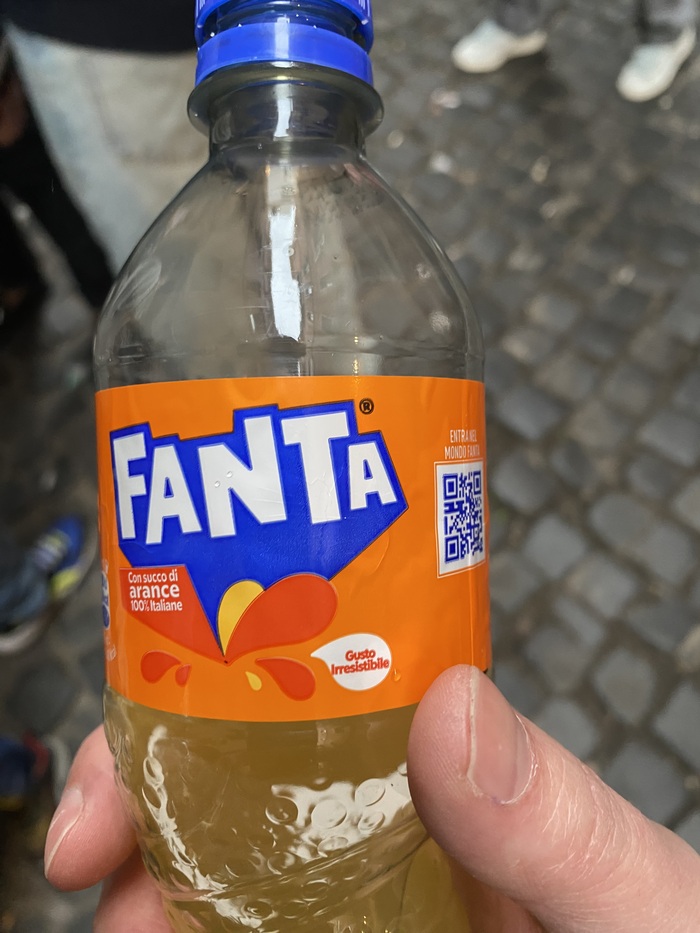 FANTA®
ENTRA NEL
MONDO FANTA
Con succo di
arance
100% Italiane
Gusto
Irresistibile